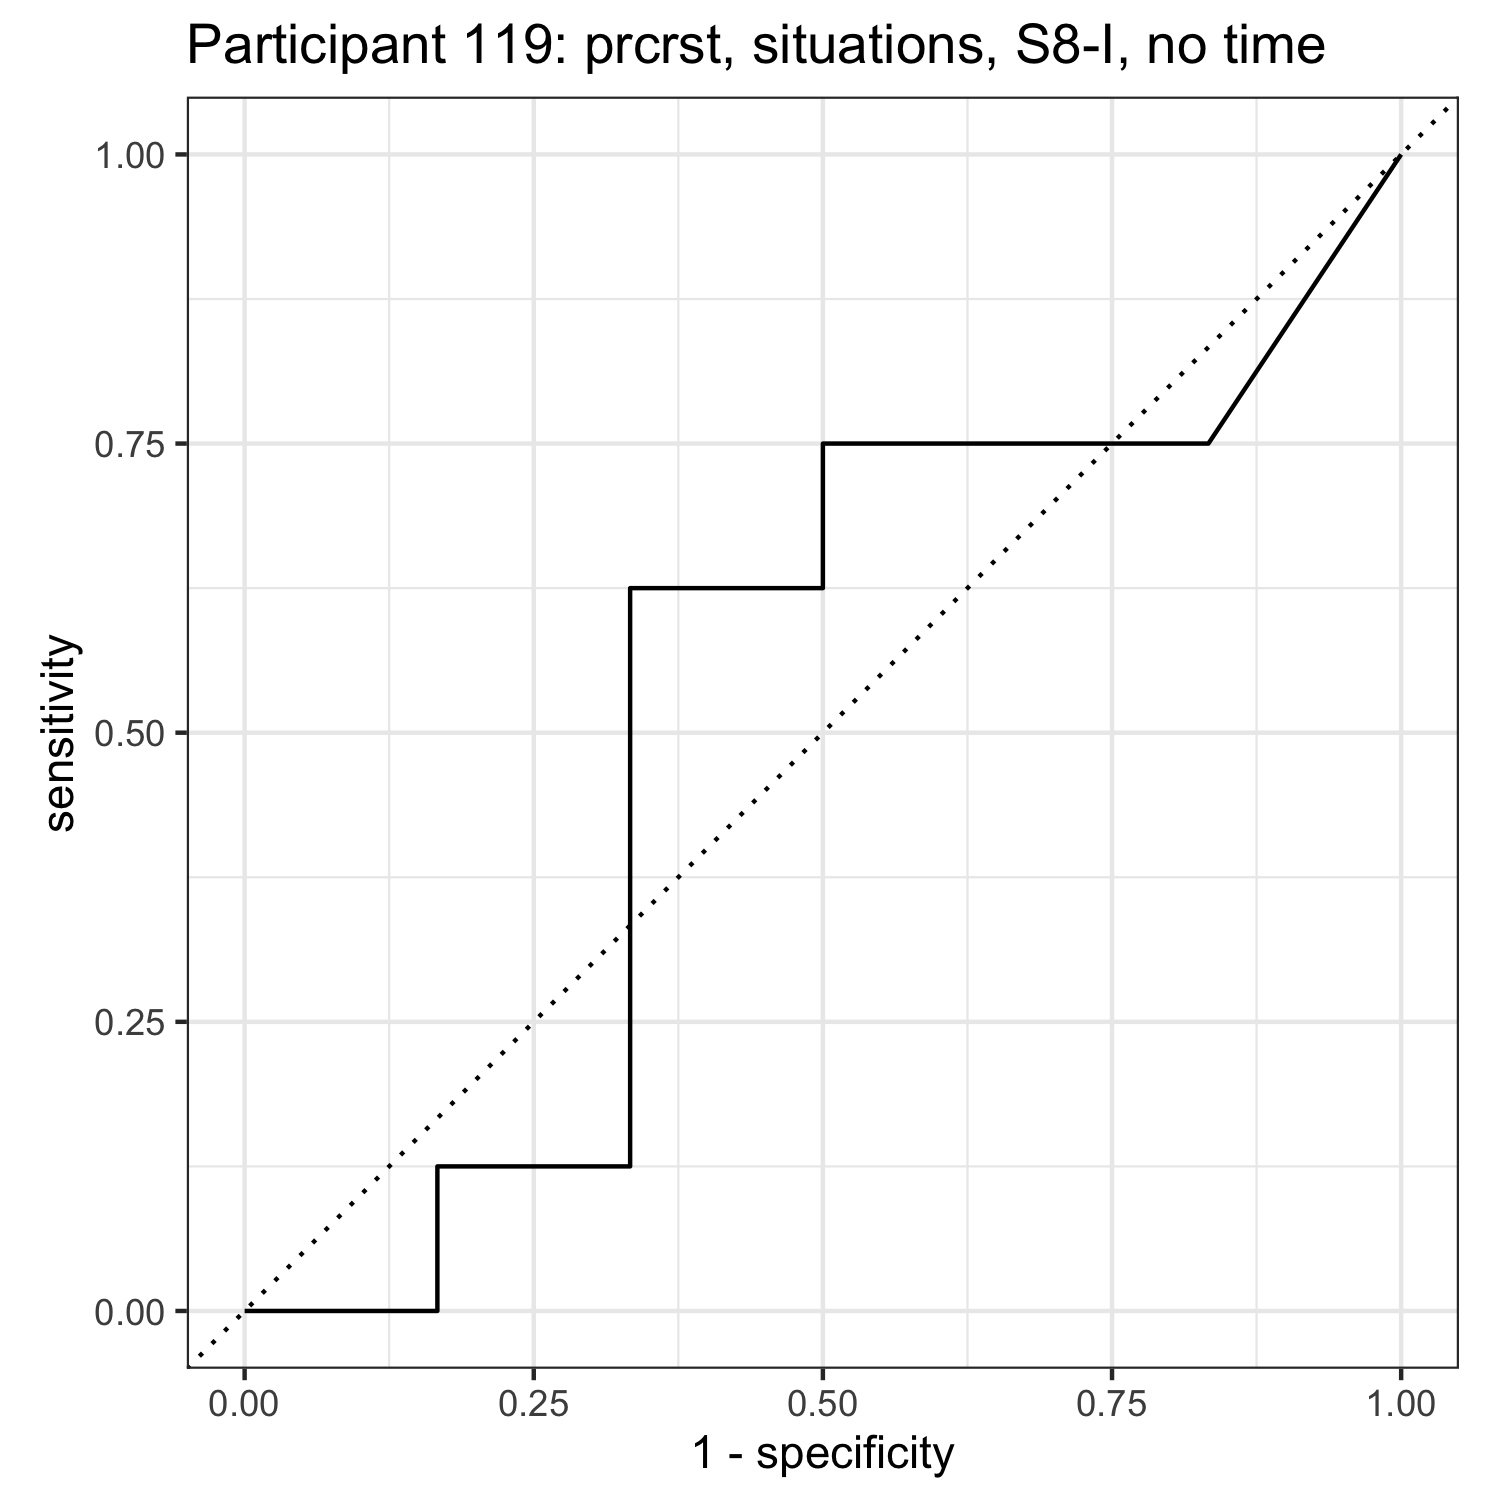 Participant 119: prcrst, situations, S8-I, no time
1.00
0.75
0.50
0.25
0.00
sensitivity
0.00 0.25 0.50 0.75 1.00
1 - specificity